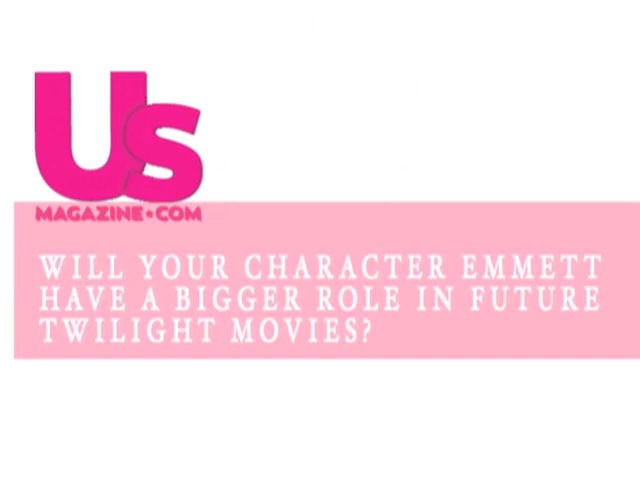 Us
MAGAZINE•COM
WILL YOUR CHARACTER EMMETT
HAVE A BIGGER ROLE IN FUTURE
TWILIGHT MOVIES?